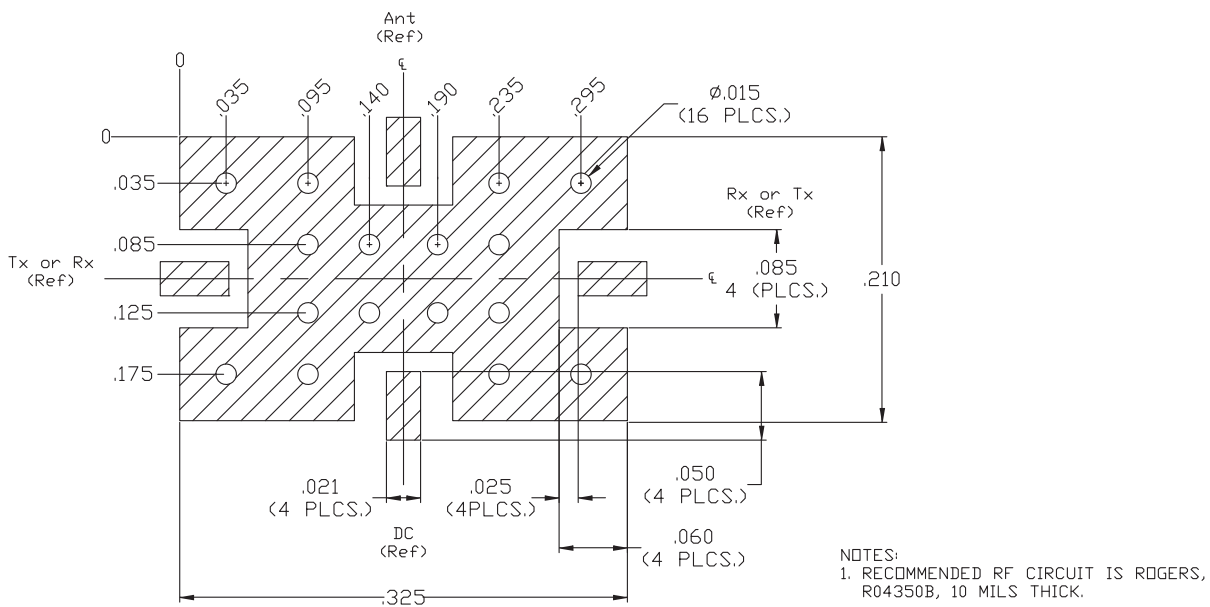 Ant
(Ref)
℄
0
.035
.095
.140
.190
.235
.295
Ø.015
(16 PLCS.)
0
.035
.085
.125
.175
Tx or Rx
(Ref)
Rx or Tx
(Ref)
℄
.085
4 (PLCS.)
.210
.021
(4 PLCS.)
.025
(4PLCS.)
.050
(4 PLCS.)
DC
(Ref)
.060
(4 PLCS.)
.325
NOTES:
1. RECOMMENDED RF CIRCUIT IS ROGERS,
R04350B, 10 MILS THICK.